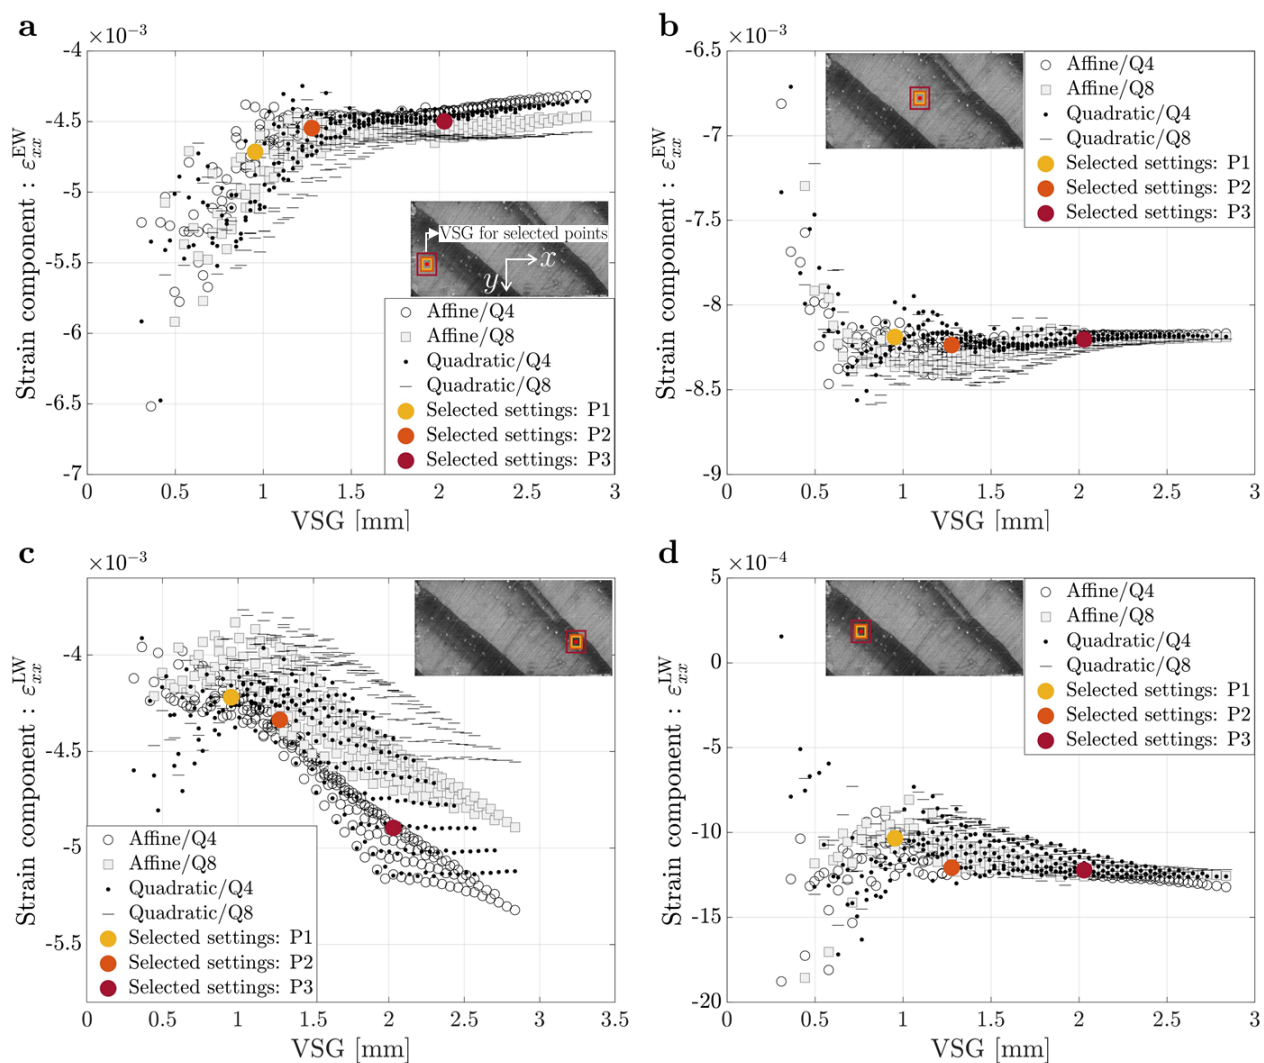 a
×10⁻³
-4
-4.5
-5
-5.5
-6
-6.5
-7
0
0.5
1
1.5
2
2.5
3
Strain component : ε_xx^EW
VSG [mm]
VSG for selected points
x
y
Affine/Q4
Affine/Q8
Quadratic/Q4
Quadratic/Q8
Selected settings: P1
Selected settings: P2
Selected settings: P3
b
×10⁻³
-6.5
-7
-7.5
-8
-8.5
-9
0
0.5
1
1.5
2
2.5
3
Strain component : ε_xx^EW
VSG [mm]
Affine/Q4
Affine/Q8
Quadratic/Q4
Quadratic/Q8
Selected settings: P1
Selected settings: P2
Selected settings: P3
c
×10⁻³
-4
-4.5
-5
-5.5
0
0.5
1
1.5
2
2.5
3
3.5
Strain component : ε_xx^LW
VSG [mm]
Affine/Q4
Affine/Q8
Quadratic/Q4
Quadratic/Q8
Selected settings: P1
Selected settings: P2
Selected settings: P3
d
×10⁻⁴
5
0
-5
-10
-15
-20
0
0.5
1
1.5
2
2.5
3
Strain component : ε_xx^LW
VSG [mm]
Affine/Q4
Affine/Q8
Quadratic/Q4
Quadratic/Q8
Selected settings: P1
Selected settings: P2
Selected settings: P3